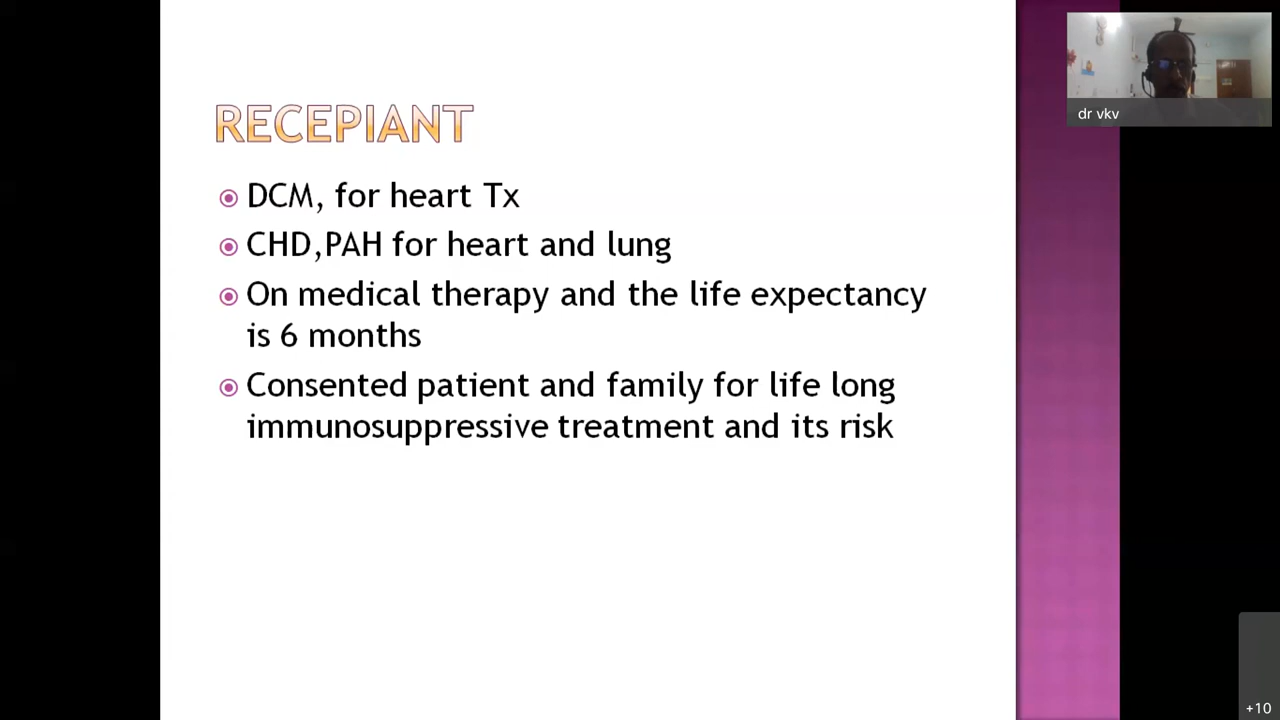 RECEPIANT
DCM, for heart Tx
CHD,PAH for heart and lung
On medical therapy and the life expectancy
is 6 months
Consented patient and family for life long
immunosuppressive treatment and its risk
dr vkv
+10